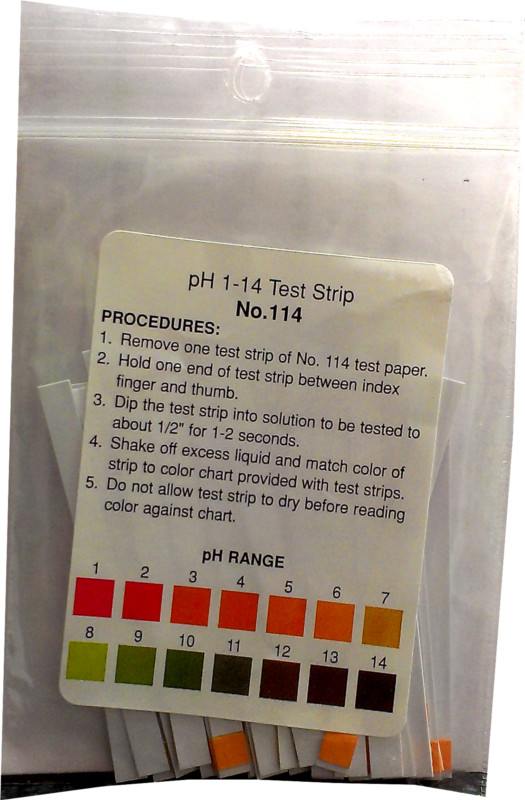 pH 1-14 Test Strip
No.114
PROCEDURES:
1. Remove one test strip of No. 114 test paper.
2. Hold one end of test strip between index
finger and thumb.
3. Dip the test strip into solution to be tested to
about 1/2" for 1-2 seconds.
4. Shake off excess liquid and match color of
strip to color chart provided with test strips.
5. Do not allow test strip to dry before reading
color against chart.
pH RANGE
1 2 3 4 5 6 7
8 9 10 11 12 13 14